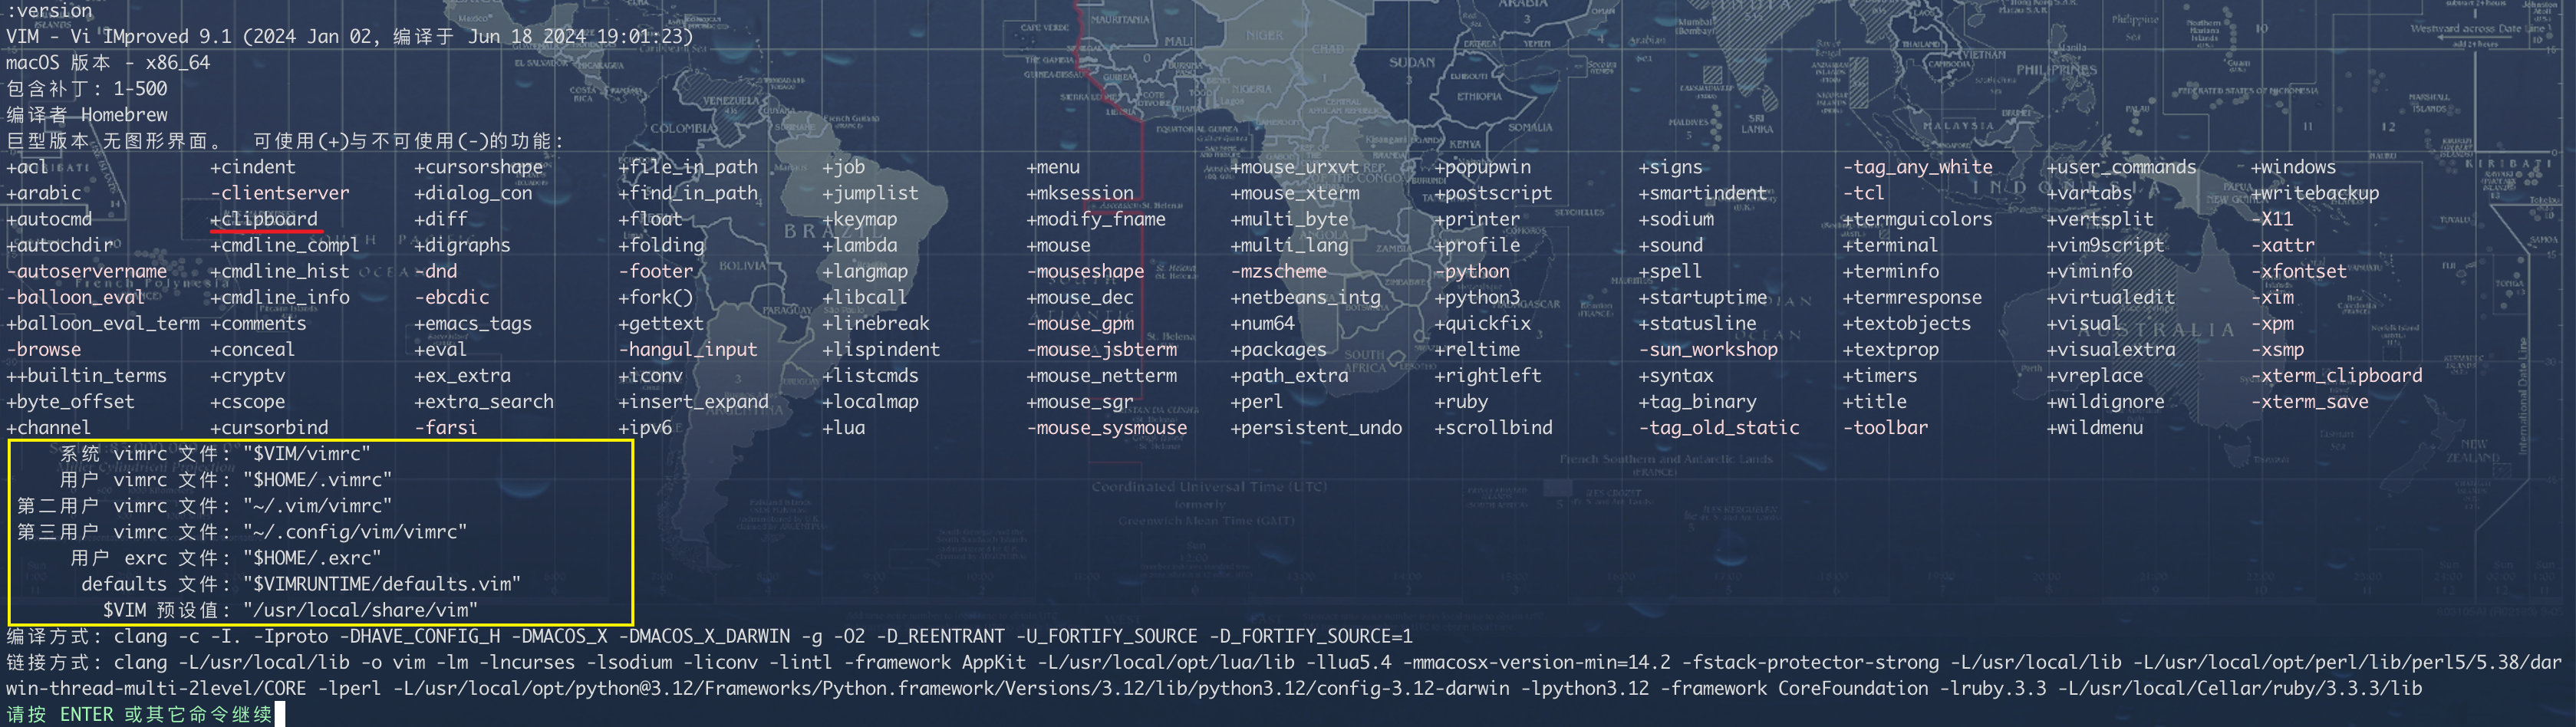 :version
VIM - Vi IMproved 9.1 (2024 Jan 02, 编译于 Jun 18 2024 19:01:23)
macOS 版本 - x86_64
包含补丁: 1-500
编译者 Homebrew
巨型版本 无图形界面。 可使用(+)与不可使用(-)的功能:
+acl +cindent +cursorshape +file_in_path +job +menu +mouse_urxvt +popupwin +signs -tag_any_white +user_commands +windows
+arabic -clientserver +dialog_con +find_in_path +jumplist +mksession +mouse_xterm +postscript +smartindent -tcl +vartabs +writebackup
+autocmd +clipboard +diff +float +keymap +modify_fname +multi_byte +printer +sodium +termguicolors +vertsplit -X11
+autochdir +cmdline_compl +digraphs +folding +lambda +mouse +multi_lang +profile +sound +terminal +vim9script -xattr
-autoservername +cmdline_hist -dnd -footer +langmap -mouseshape -mzscheme -python +spell +terminfo +viminfo -xfontset
-balloon_eval +cmdline_info -ebcdic +fork() +libcall +mouse_dec +netbeans_intg +python3 +startuptime +termresponse +virtualedit -xim
+balloon_eval_term +comments +emacs_tags +gettext +linebreak -mouse_gpm +num64 +quickfix +statusline +textobjects +visual -xpm
-browse +conceal +eval -hangul_input +lispindent -mouse_jsbterm +packages +reltime -sun_workshop +textprop +visualextra -xsmp
++builtin_terms +cryptv +ex_extra +iconv +listcmds +mouse_netterm +path_extra +rightleft +syntax +timers +vreplace -xterm_clipboard
+byte_offset +cscope +extra_search +insert_expand +localmap +mouse_sgr +perl +ruby +tag_binary +title +wildignore -xterm_save
+channel +cursorbind -farsi +ipv6 +lua -mouse_sysmouse +persistent_undo +scrollbind -tag_old_static -toolbar +wildmenu
系统 vimrc 文件: "$VIM/vimrc"
用户 vimrc 文件: "$HOME/.vimrc"
第二用户 vimrc 文件: "~/.vim/vimrc"
第三用户 vimrc 文件: "~/.config/vim/vimrc"
用户 exrc 文件: "$HOME/.exrc"
defaults 文件: "$VIMRUNTIME/defaults.vim"
$VIM 预设值: "/usr/local/share/vim"
编译方式: clang -c -I. -Iproto -DHAVE_CONFIG_H -DMACOS_X -DMACOS_X_DARWIN -g -O2 -D_REENTRANT -U_FORTIFY_SOURCE -D_FORTIFY_SOURCE=1
链接方式: clang -L/usr/local/lib -o vim -lm -lncurses -lsodium -liconv -lintl -framework AppKit -L/usr/local/opt/lua/lib -llua5.4 -mmacosx-version-min=14.2 -fstack-protector-strong -L/usr/local/lib -L/usr/local/opt/perl/lib/perl5/5.38/dar
win-thread-multi-2level/CORE -lperl -L/usr/local/opt/python@3.12/Frameworks/Python.framework/Versions/3.12/lib/python3.12/config-3.12-darwin -lpython3.12 -framework CoreFoundation -lruby.3.3 -L/usr/local/Cellar/ruby/3.3.3/lib
请按 ENTER 或其它命令继续